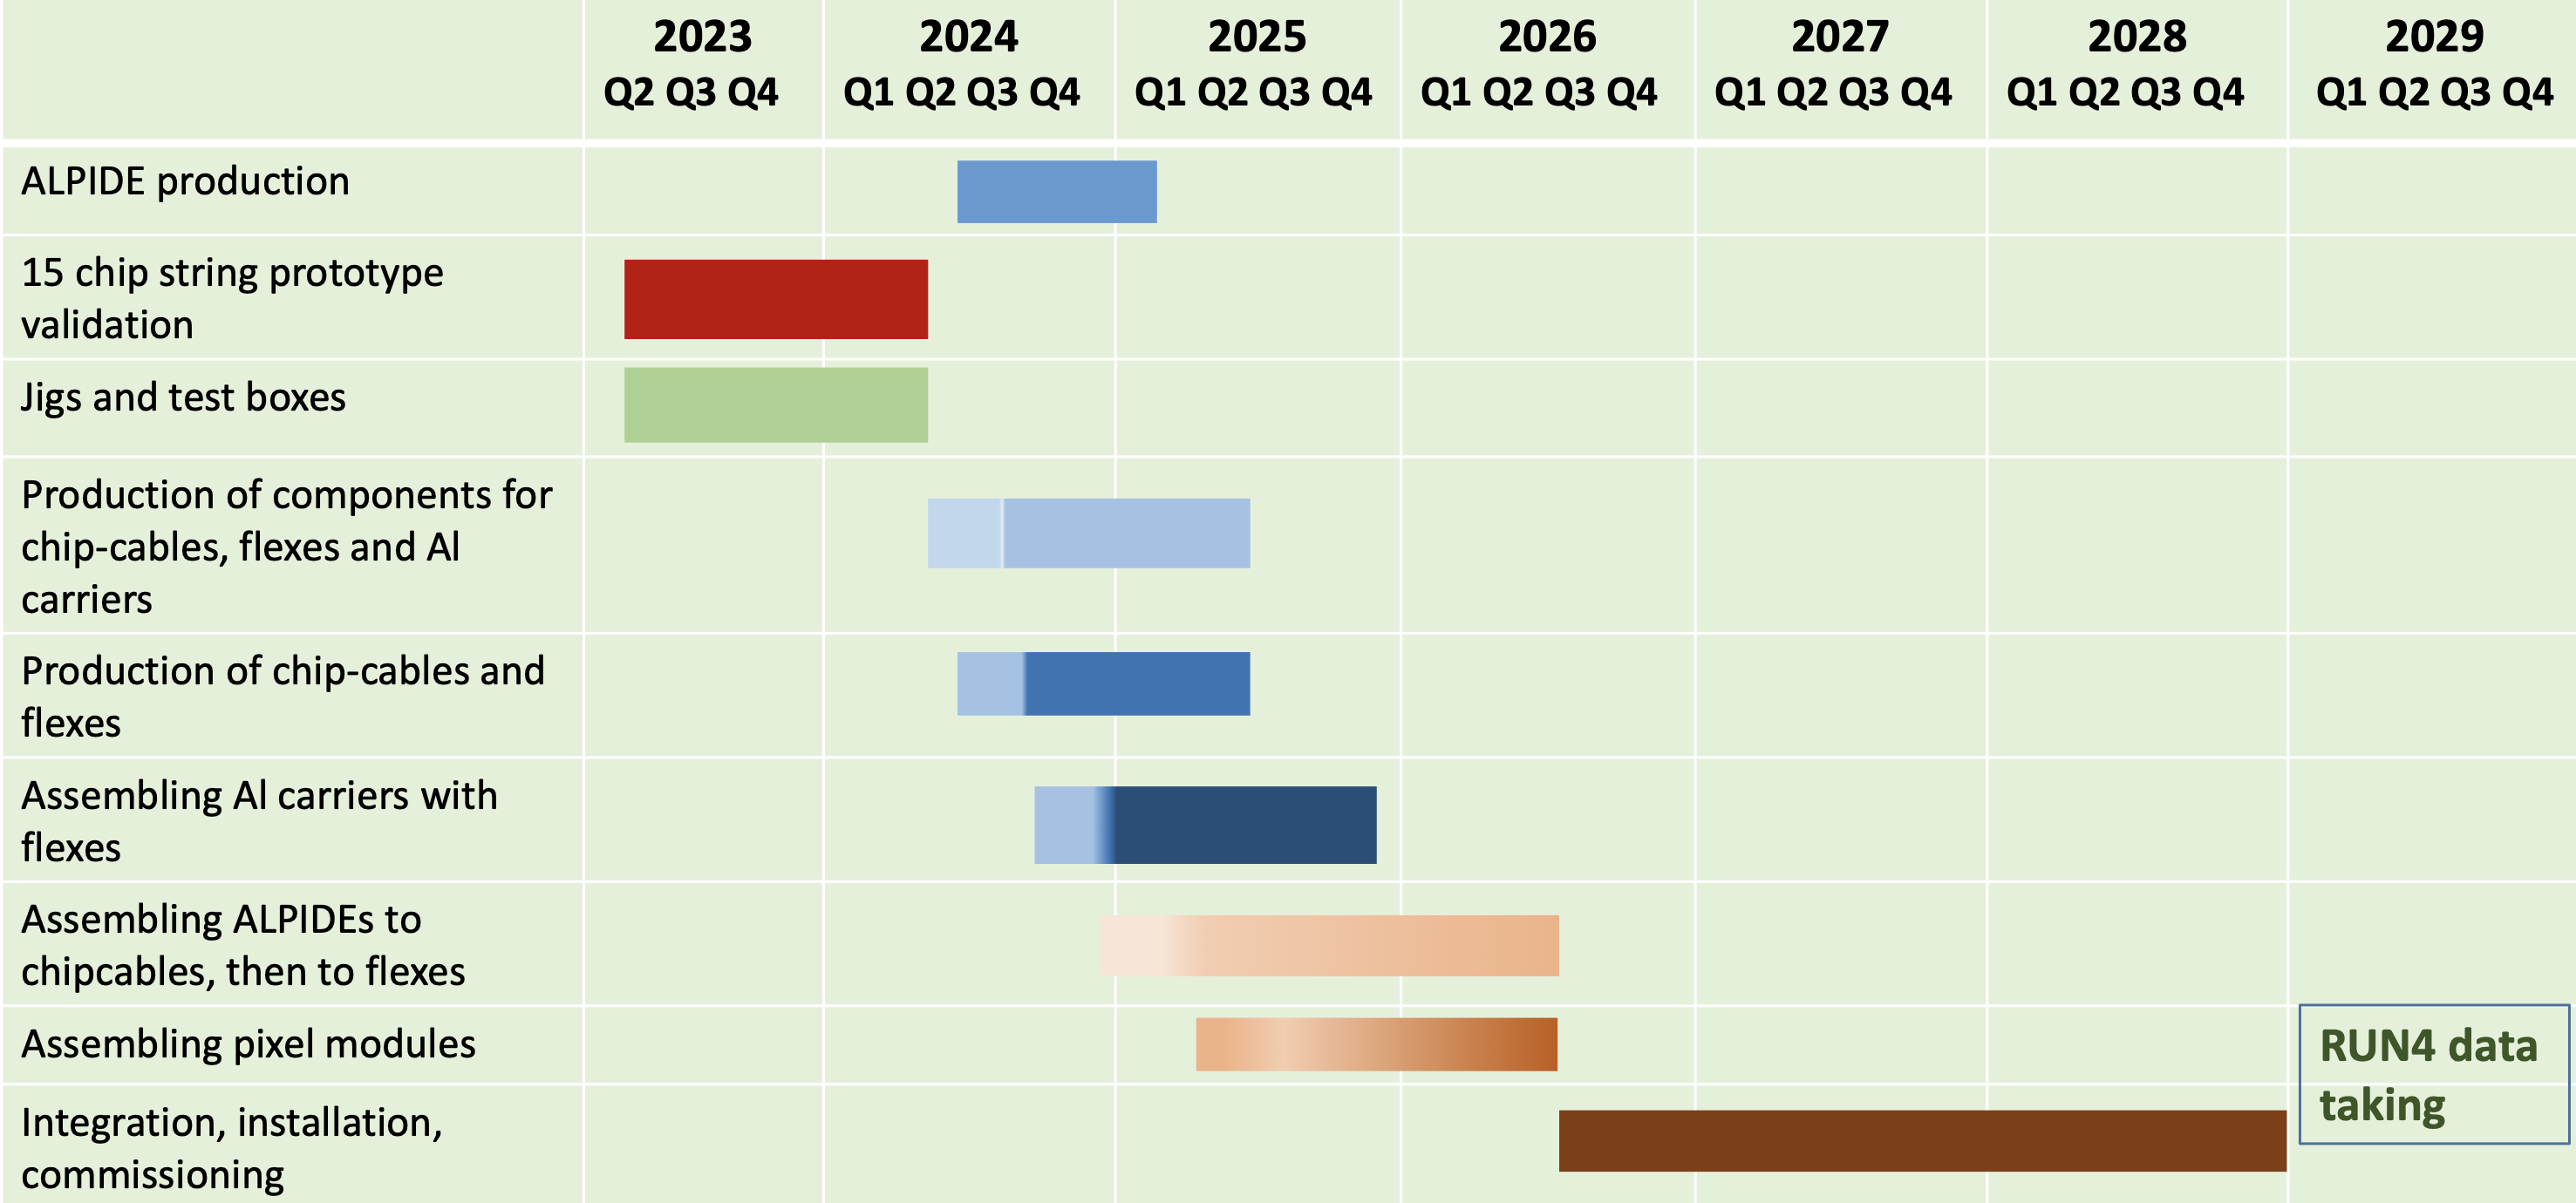 2023 2024 2025 2026 2027 2028 2029
Q2 Q3 Q4 Q1 Q2 Q3 Q4 Q1 Q2 Q3 Q4 Q1 Q2 Q3 Q4 Q1 Q2 Q3 Q4 Q1 Q2 Q3 Q4 Q1 Q2 Q3 Q4
ALPIDE production
15 chip string prototype
validation
Jigs and test boxes
Production of components for
chip-cables, flexes and Al
carriers
Production of chip-cables and
flexes
Assembling Al carriers with
flexes
Assembling ALPIDEs to
chipcables, then to flexes
Assembling pixel modules
RUN4 data
taking
Integration, installation,
commissioning